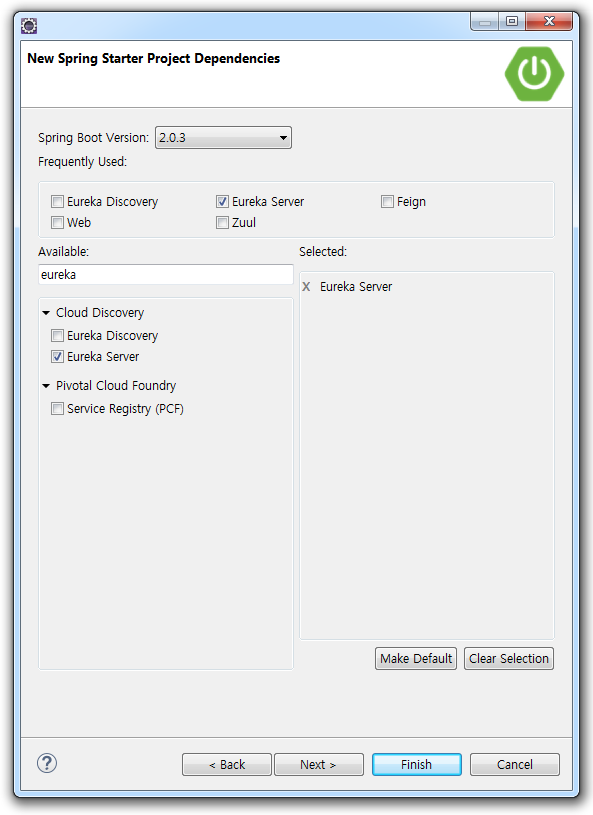 New Spring Starter Project Dependencies
Spring Boot Version: 2.0.3
Frequently Used:
Eureka Discovery Eureka Server Feign
Web Zuul
Available: Selected:
eureka
X Eureka Server
Cloud Discovery
Eureka Discovery
Eureka Server
Pivotal Cloud Foundry
Service Registry (PCF)
Make Default Clear Selection
? < Back Next > Finish Cancel